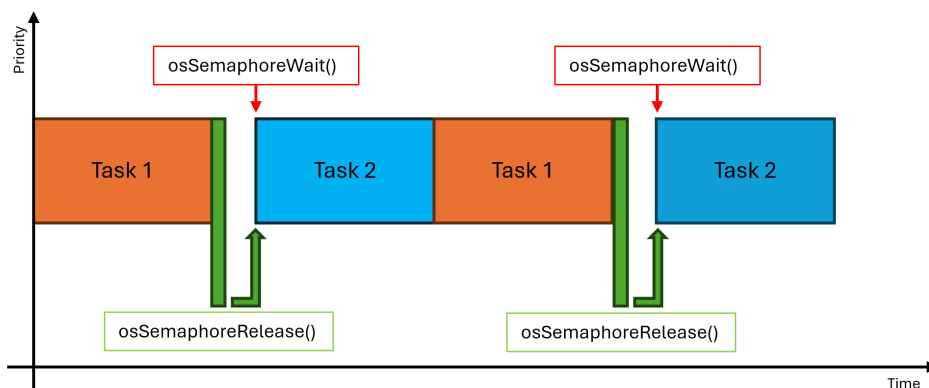 Priority
osSemaphoreWait()
osSemaphoreWait()
Task 1
Task 2
Task 1
Task 2
osSemaphoreRelease()
osSemaphoreRelease()
Time